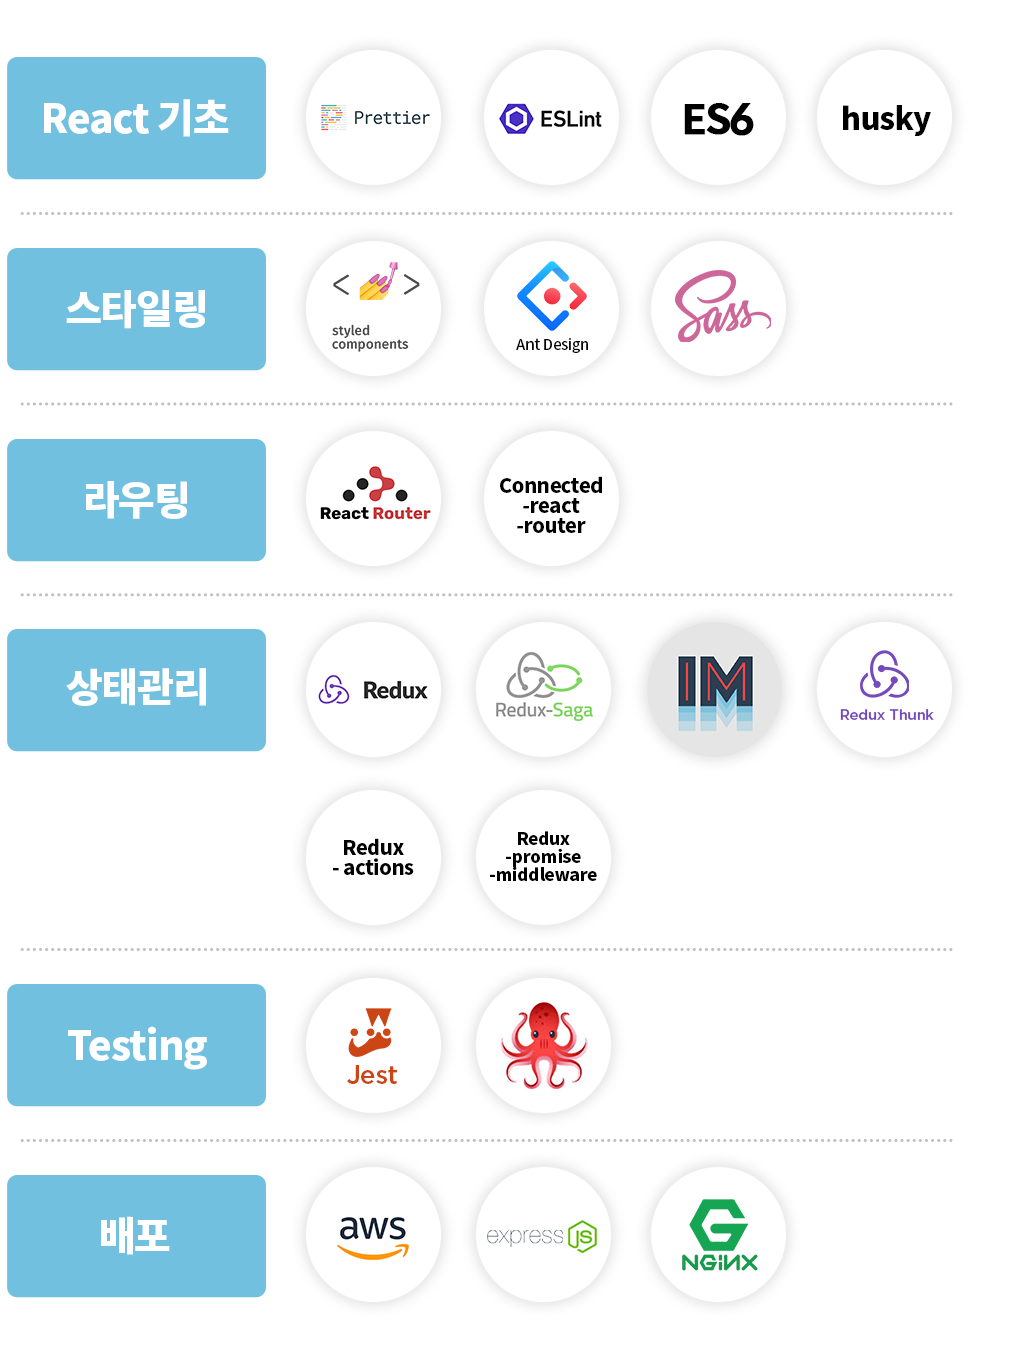 React 기초
Prettier
ESLint
ES6
husky
스타일링
< >
styled
components
Ant Design
Sass
라우팅
React Router
Connected
-react
-router
상태관리
Redux
Redux-Saga
IM
Redux Thunk
Redux
- actions
Redux
-promise
-middleware
Testing
Jest
배포
aws
express JS
NGiNX